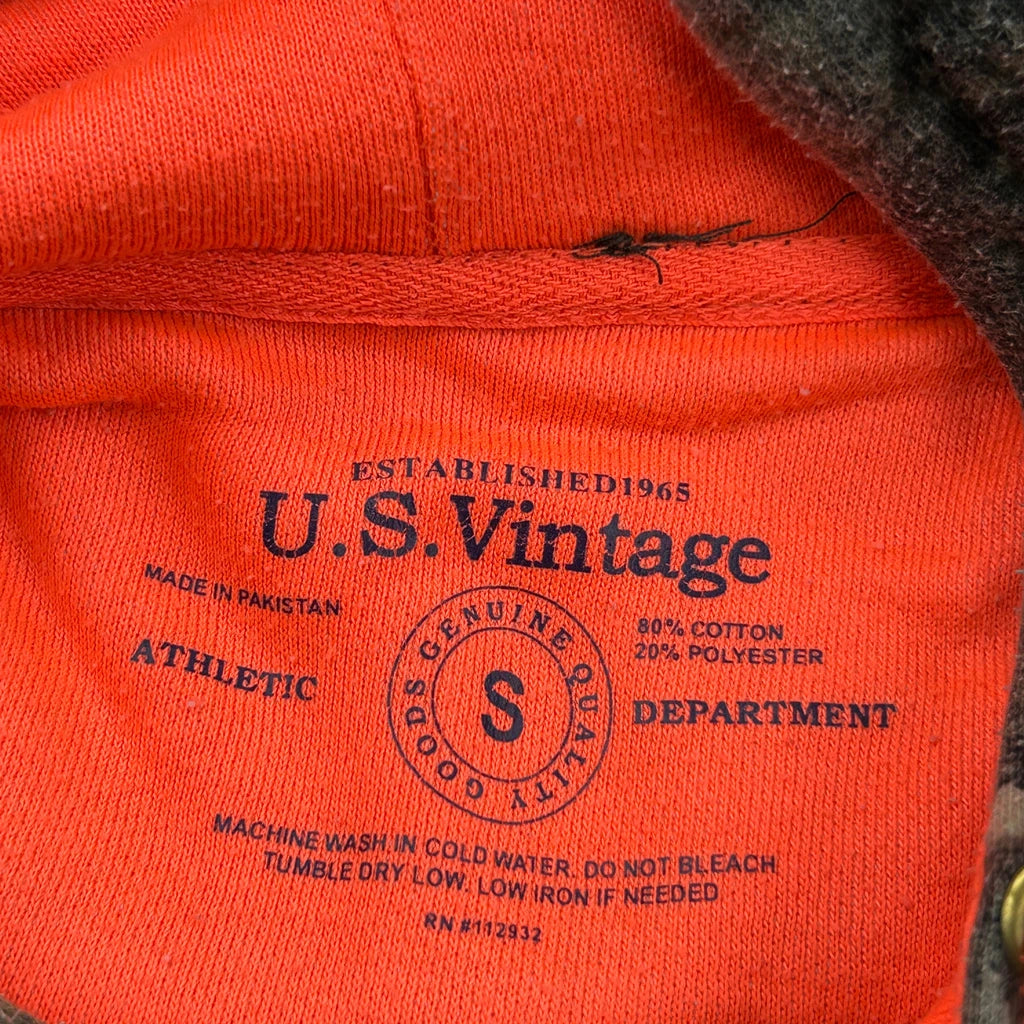 ESTABLISHED1965
U.S.Vintage
MADE IN PAKISTAN
80% COTTON
20% POLYESTER
ATHLETIC
GENUINE QUALITY GOODS
S
DEPARTMENT
MACHINE WASH IN COLD WATER. DO NOT BLEACH
TUMBLE DRY LOW. LOW IRON IF NEEDED
RN #112932